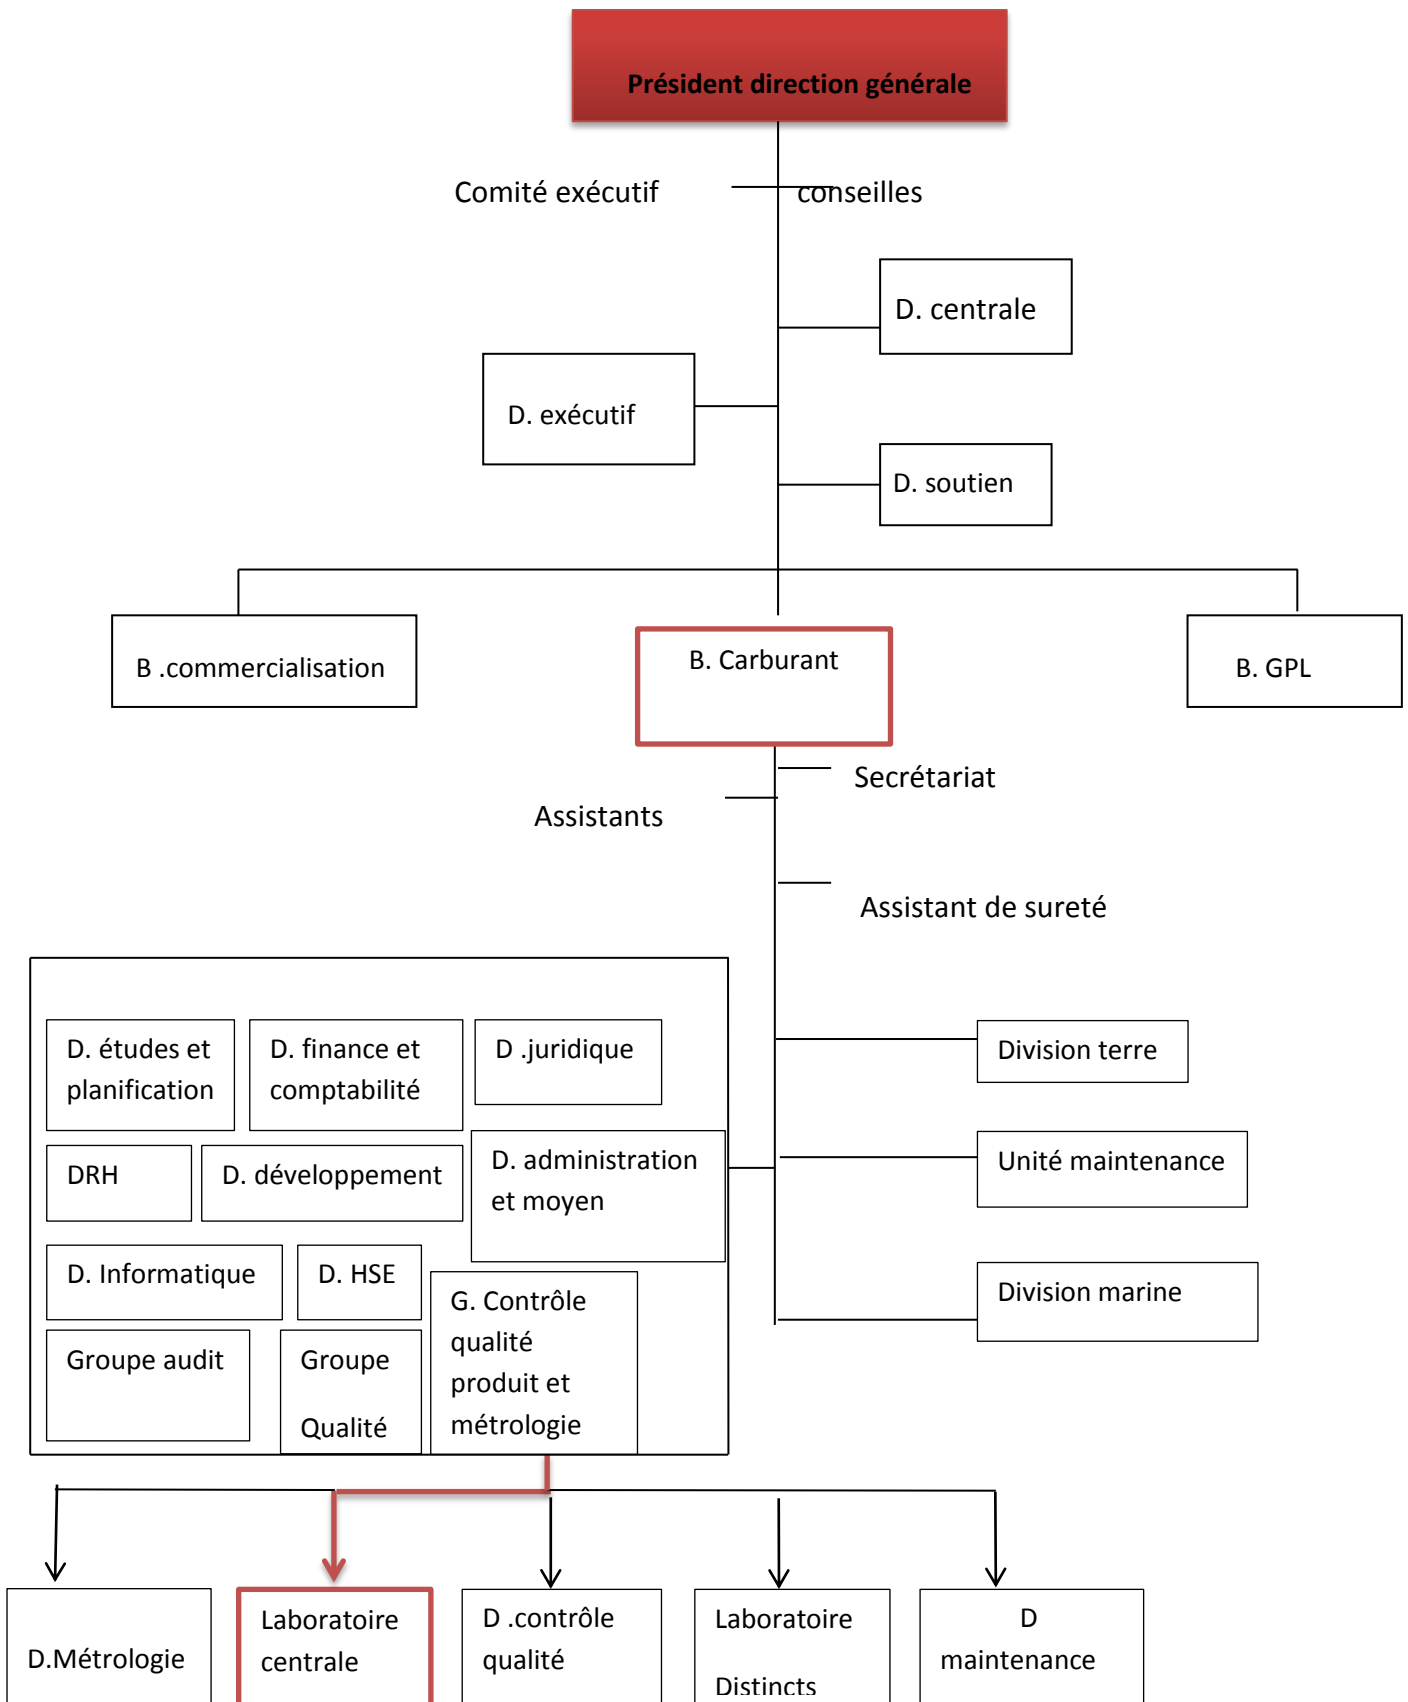 Président direction générale
Comité exécutif
conseilles
D. centrale
D. exécutif
D. soutien
B .commercialisation
B. Carburant
B. GPL
Secrétariat
Assistants
Assistant de sureté
D. études et
planification
D. finance et
comptabilité
D .juridique
Division terre
DRH
D. développement
D. administration
et moyen
Unité maintenance
D. Informatique
D. HSE
G. Contrôle
qualité
produit et
métrologie
Division marine
Groupe audit
Groupe
Qualité
D.Métrologie
Laboratoire
centrale
D .contrôle
qualité
Laboratoire
Distincts
D
maintenance